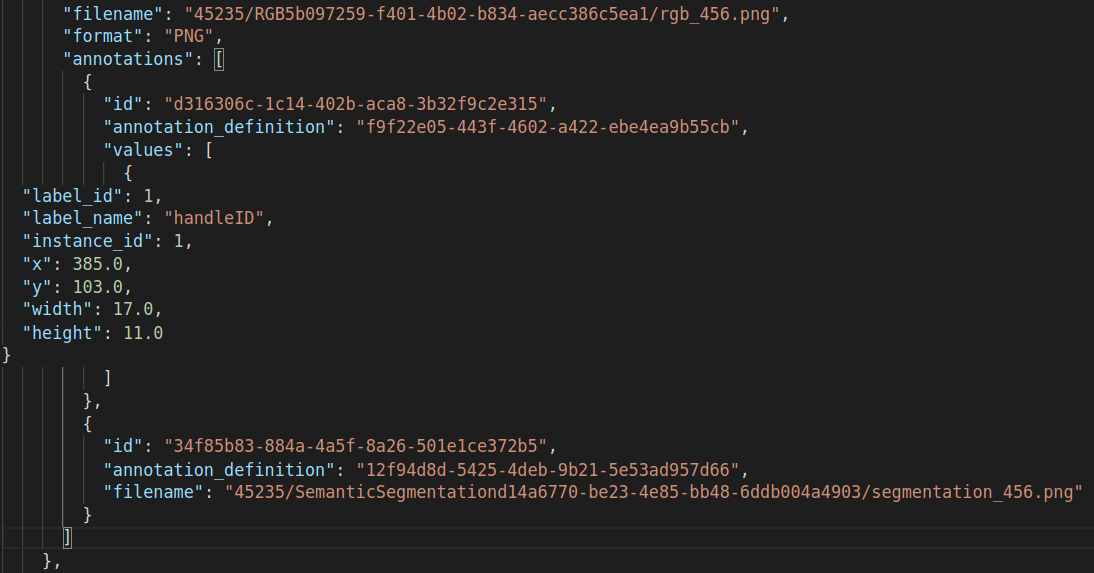 "filename": "45235/RGB5b097259-f401-4b02-b834-aecc386c5ea1/rgb_456.png",
"format": "PNG",
"annotations": [
{
"id": "d316306c-1c14-402b-aca8-3b32f9c2e315",
"annotation_definition": "f9f22e05-443f-4602-a422-ebe4ea9b55cb",
"values": [
{
"label_id": 1,
"label_name": "handleID",
"instance_id": 1,
"x": 385.0,
"y": 103.0,
"width": 17.0,
"height": 11.0
}
]
},
{
"id": "34f85b83-884a-4a5f-8a26-501e1ce372b5",
"annotation_definition": "12f94d8d-5425-4deb-9b21-5e53ad957d66",
"filename": "45235/SemanticSegmentationd14a6770-be23-4e85-bb48-6ddb004a4903/segmentation_456.png"
}
]
},